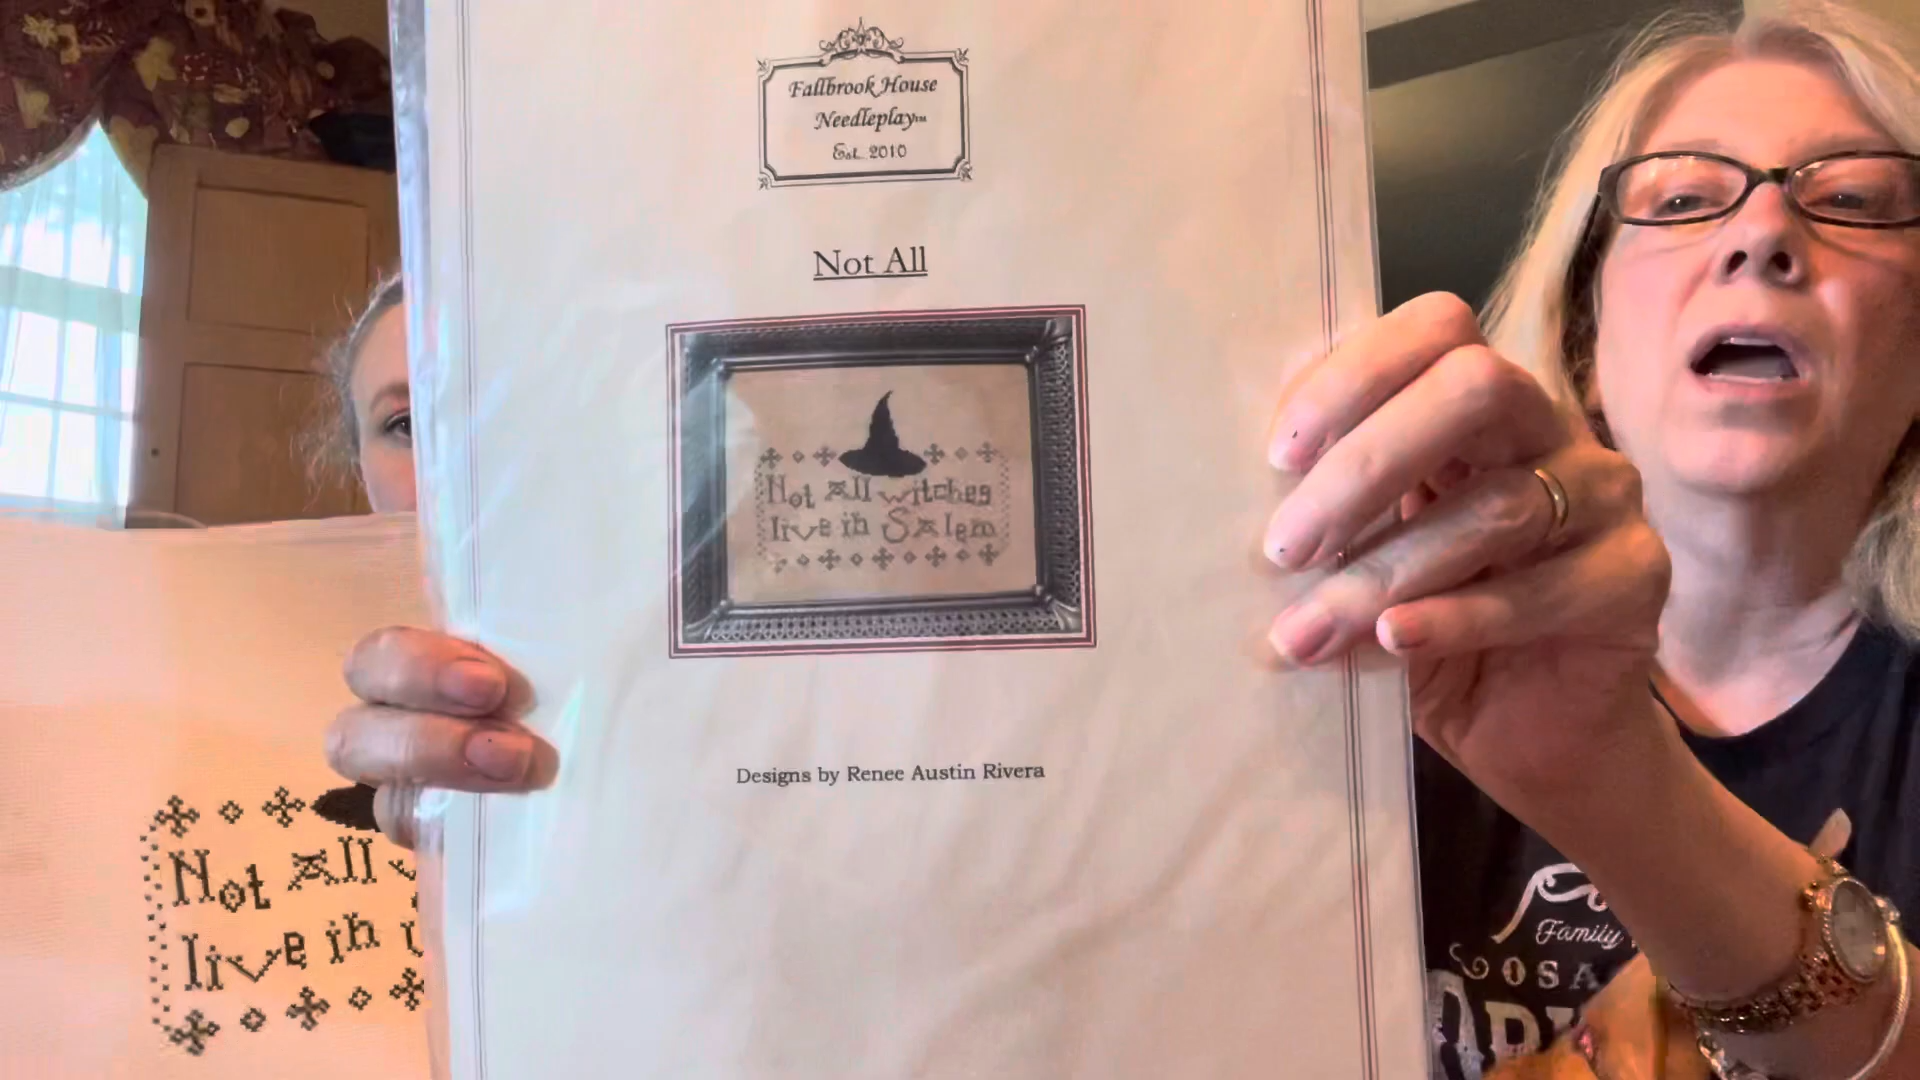 Fallbrook House
Needleplay™
Est. 2010
Not All
Not All witches
live in Salem
Designs by Renee Austin Rivera
Not All
live in
Family